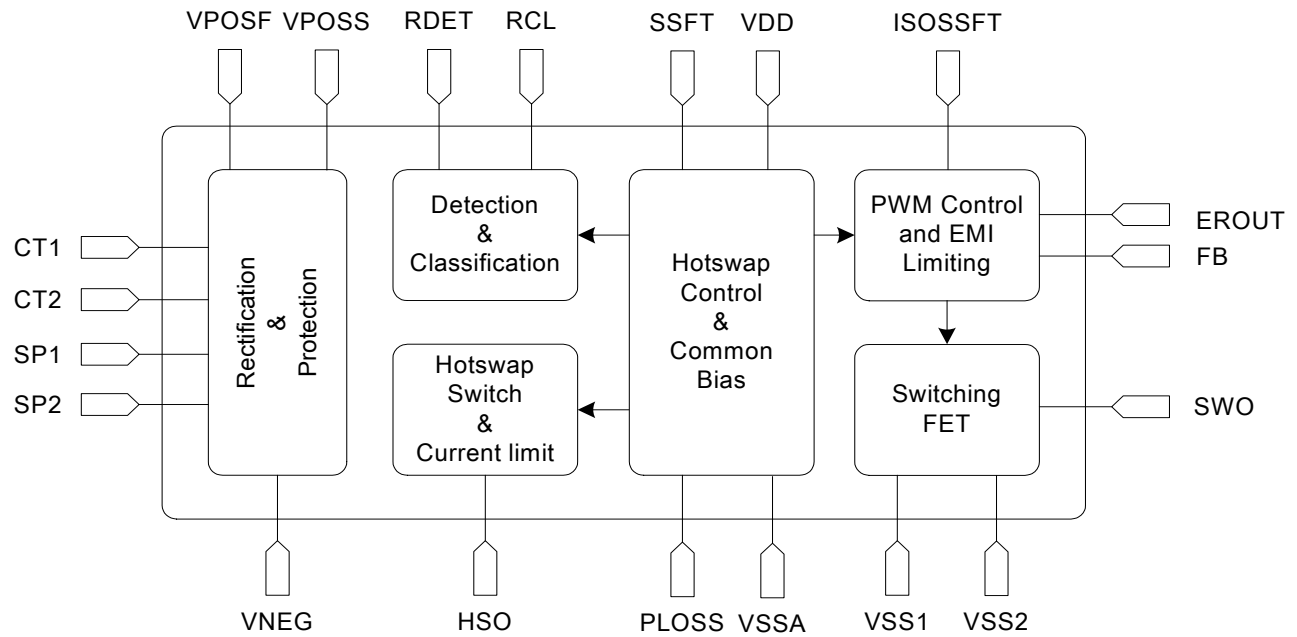 VPOSF
VPOSS
RDET
RCL
SSFT
VDD
ISOSSFT
CT1
CT2
SP1
SP2
Rectification
&
Protection
Detection
&
Classification
Hotswap
Switch
&
Current limit
Hotswap
Control
&
Common
Bias
PWM Control
and EMI
Limiting
Switching
FET
EROUT
FB
SWO
VNEG
HSO
PLOSS
VSSA
VSS1
VSS2